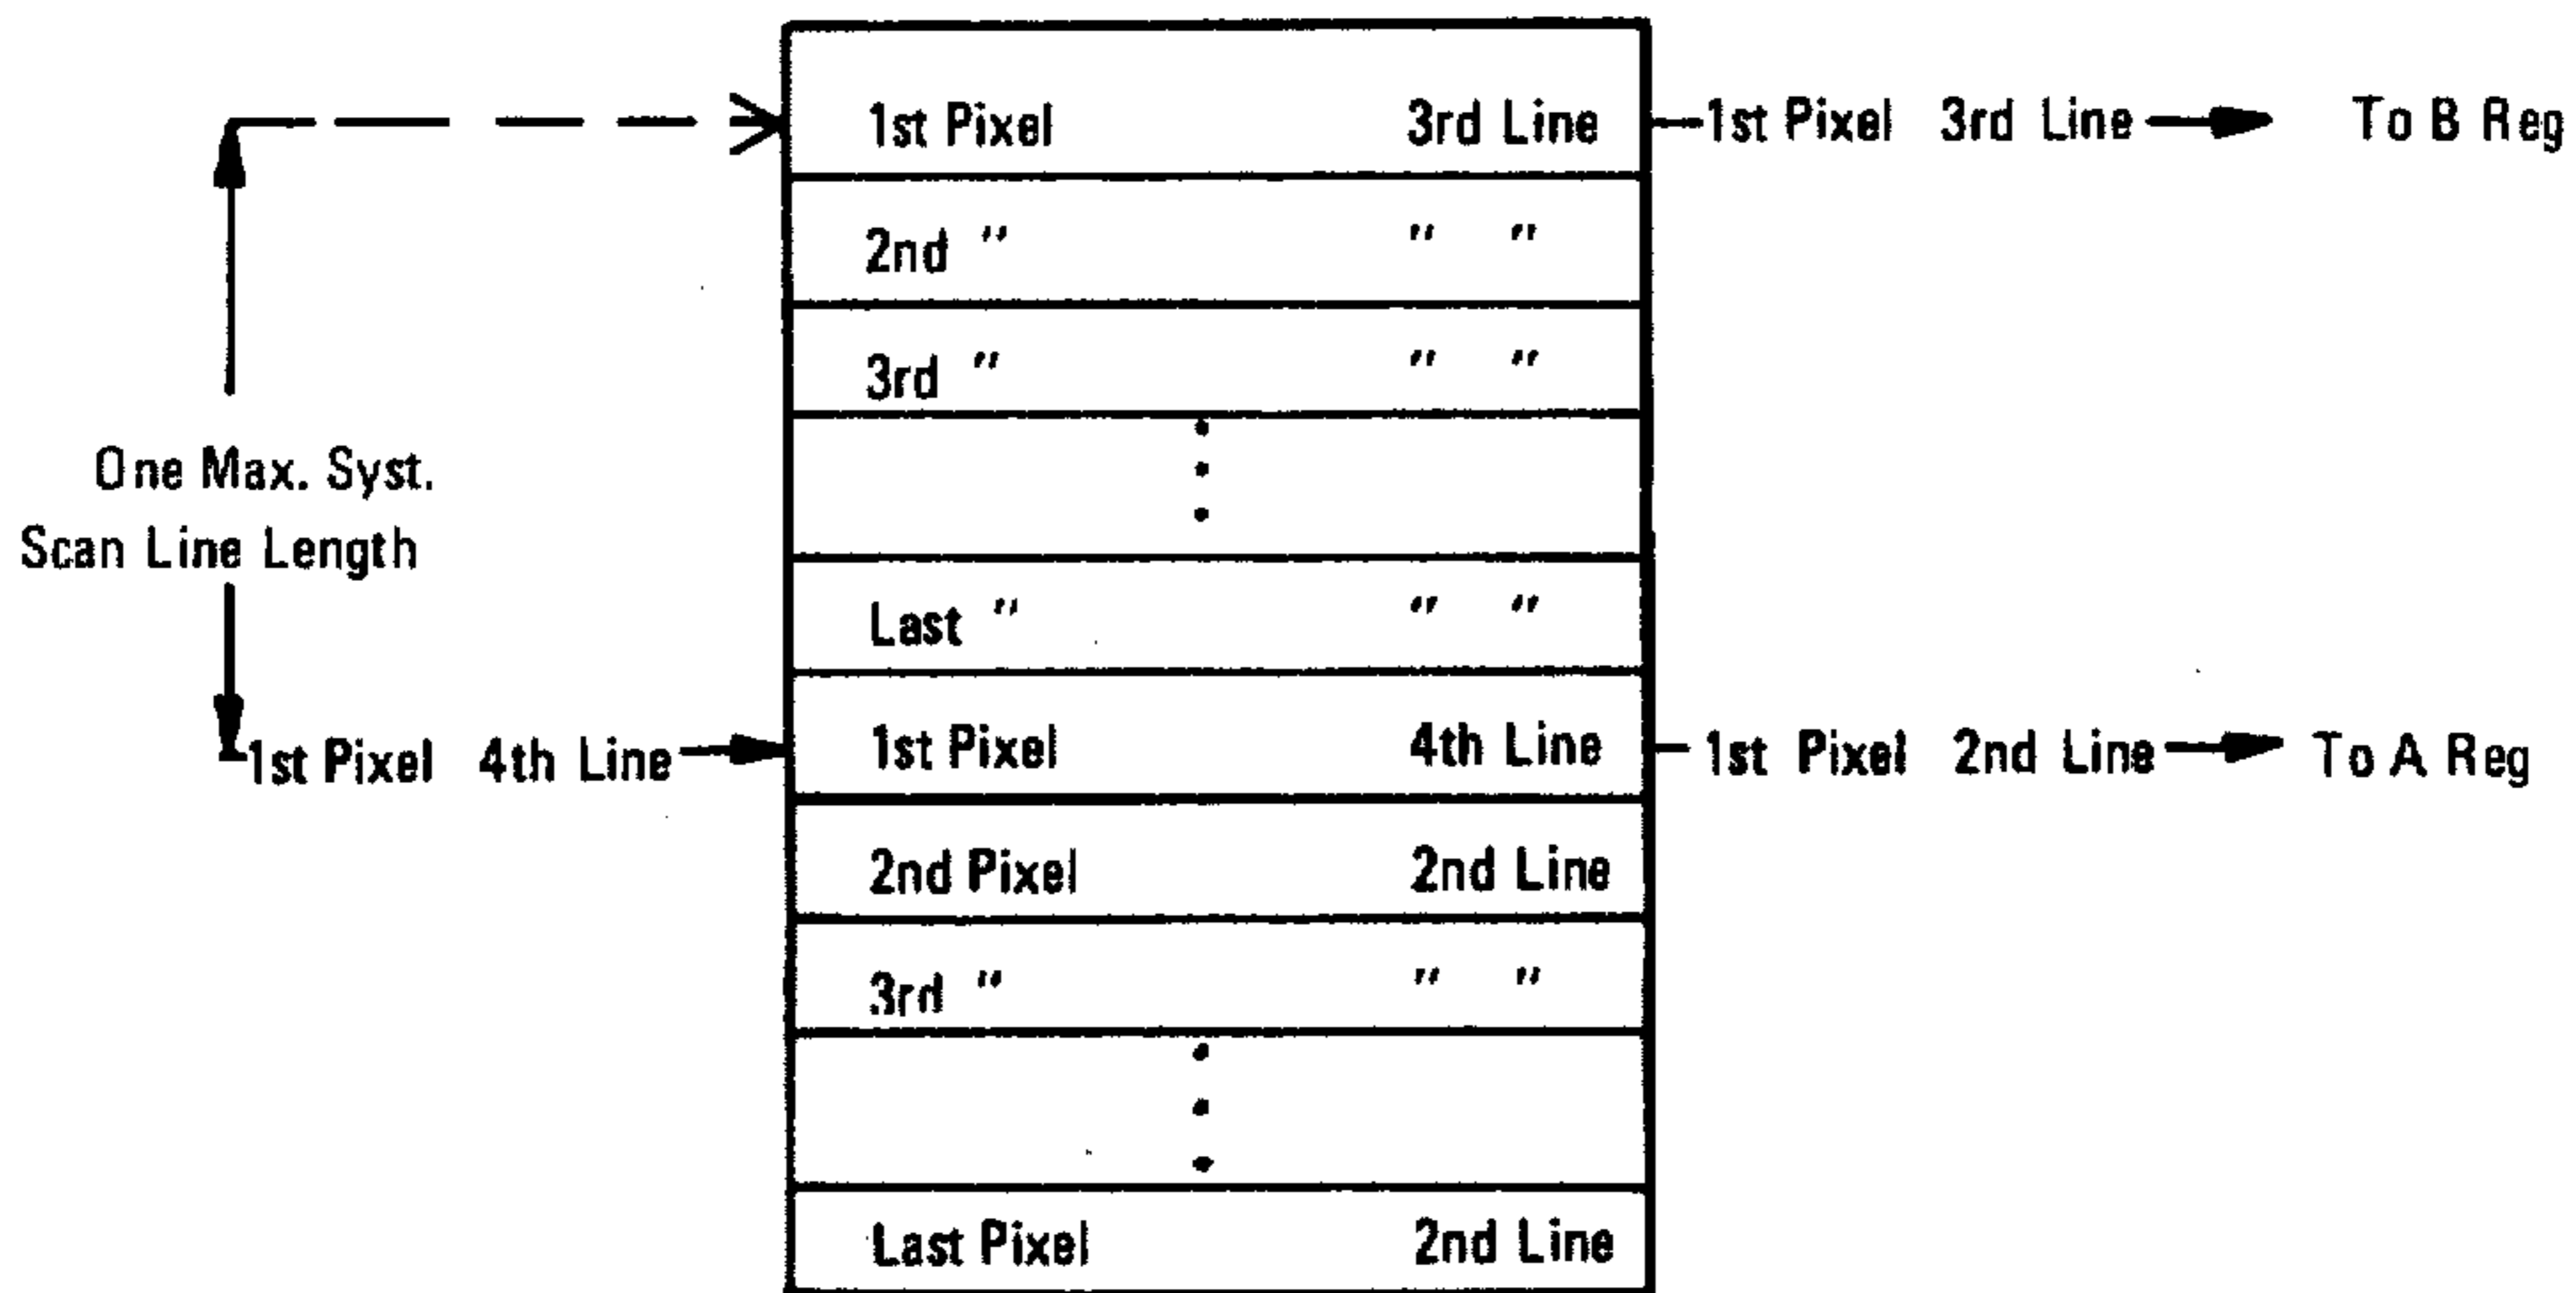 1st Pixel 3rd Line 1st Pixel 3rd Line To B Reg
2nd " " "
3rd " " "
One Max. Syst.
Scan Line Length
Last " " "
1st Pixel 4th Line 1st Pixel 4th Line 1st Pixel 2nd Line To A Reg
2nd Pixel 2nd Line
3rd " " "
Last Pixel 2nd Line